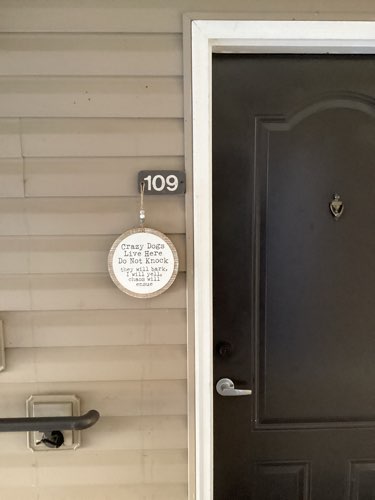 109
Crazy Dogs
Live Here
Do Not Knock
they will bark,
I will yell,
chaos will
ensue